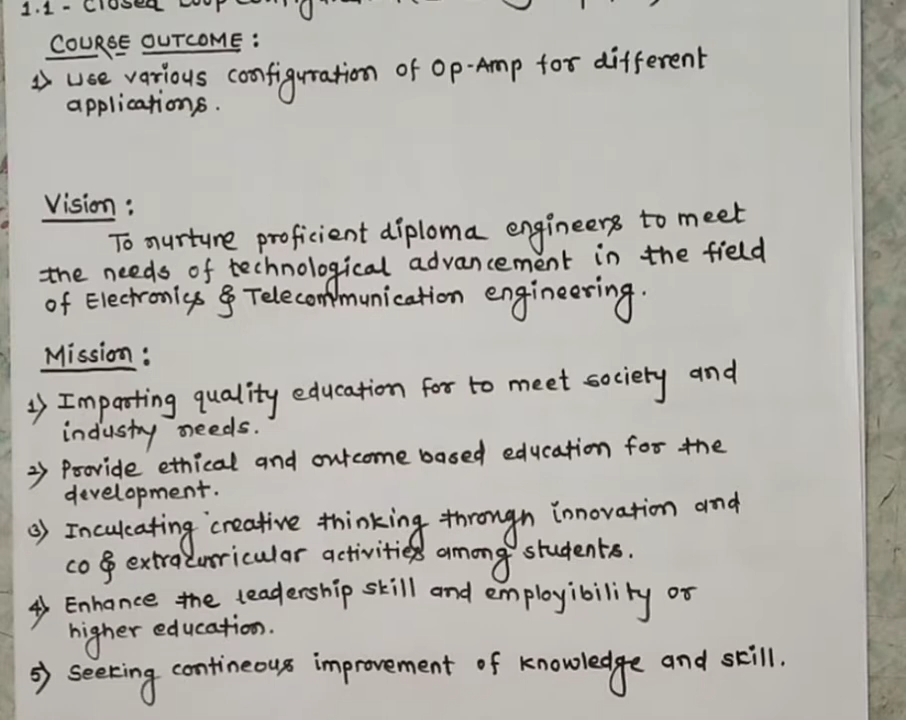 1.1 - Closed Loop
COURSE OUTCOME :
1) Use various configuration of Op-Amp for different
applications.
Vision :
To nurture proficient diploma engineers to meet
the needs of technological advancement in the field
of Electronics & Telecommunication engineering.
Mission :
1) Imparting quality education for to meet society and
industry needs.
2) Provide ethical and outcome based education for the
development.
3) Inculcating creative thinking through innovation and
co & extracurricular activities among students.
4) Enhance the leadership skill and employibility or
higher education.
5) Seeking contineous improvement of knowledge and skill.